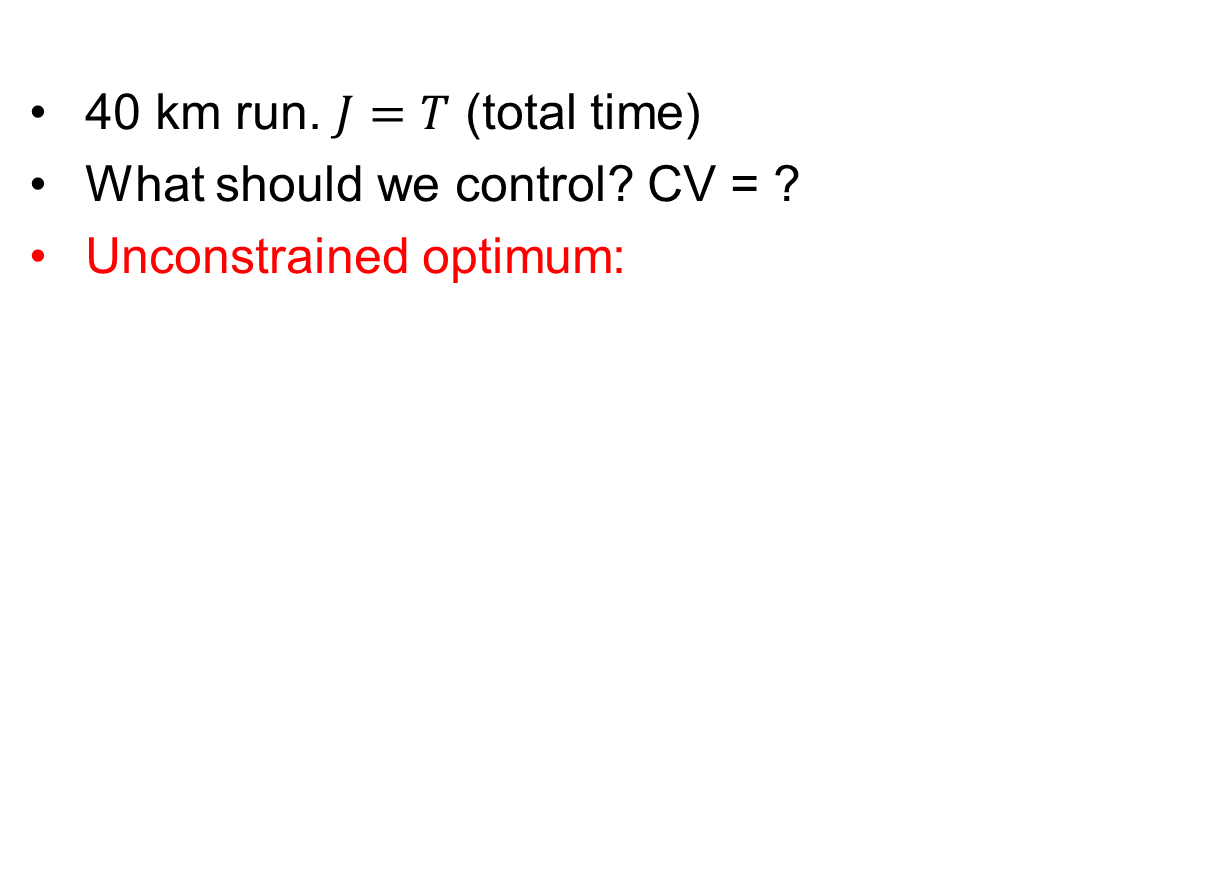 • 40 km run. J = T (total time)
• What should we control? CV = ?
• Unconstrained optimum: